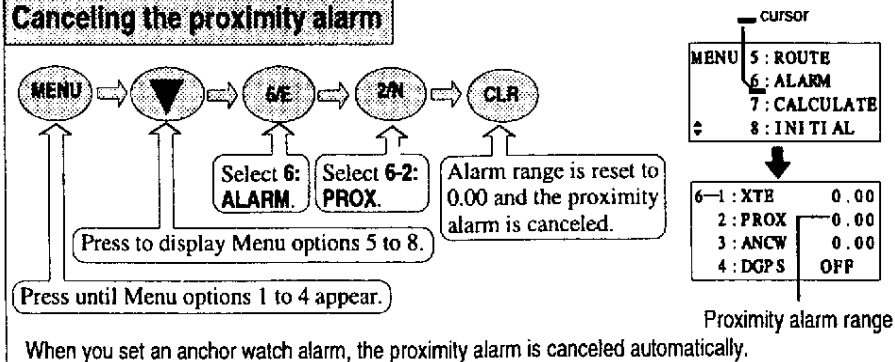 Canceling the proximity alarm
MENU
▼
6/E
2/N
CLR
Select 6:
ALARM.
Select 6-2:
PROX.
Alarm range is reset to
0.00 and the proximity
alarm is canceled.
Press to display Menu options 5 to 8.
Press until Menu options 1 to 4 appear.
cursor
MENU 5 : ROUTE
6 : ALARM
7 : CALCULATE
8 : INITIAL
6—1 : XTE 0.00
2 : PROX 0.00
3 : ANCW 0.00
4 : DGPS OFF
Proximity alarm range
When you set an anchor watch alarm, the proximity alarm is canceled automatically.